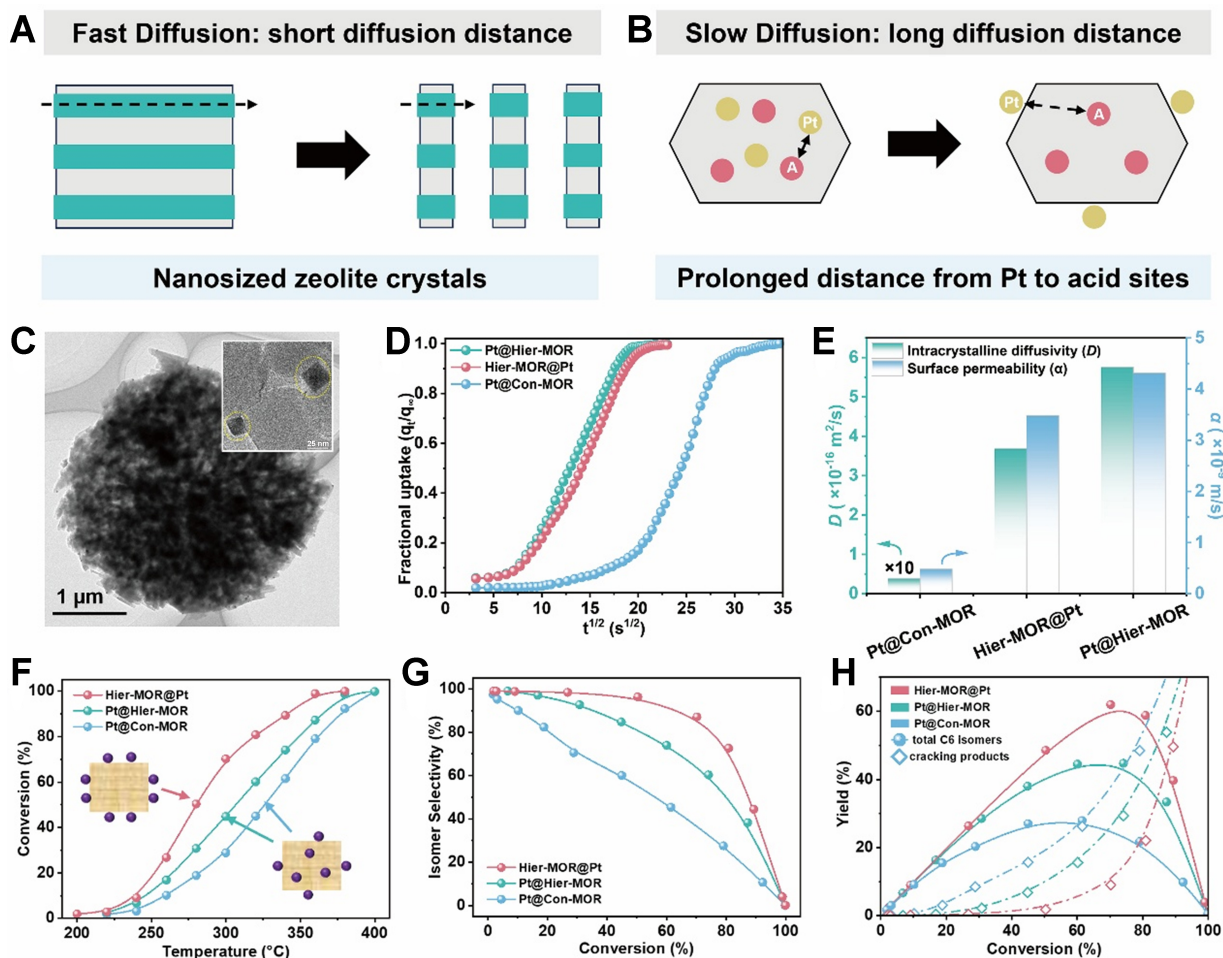 A
Fast Diffusion: short diffusion distance
Nanosized zeolite crystals
B
Slow Diffusion: long diffusion distance
Pt
A
Pt
A
Prolonged distance from Pt to acid sites
C
25 nm
1 μm
D
Pt@Hier-MOR
Hier-MOR@Pt
Pt@Con-MOR
Fractional uptake (qt/q∞)
1.0
0.8
0.6
0.4
0.2
0.0
0 5 10 15 20 25 30 35
t1/2 (s1/2)
E
Intracrystalline diffusivity (D)
Surface permeability (α)
D ( ×10-16 m2/s)
6
5
4
3
2
1
0
×10
α ( ×10-9 m/s)
5
4
3
2
1
0
Pt@Con-MOR
Hier-MOR@Pt
Pt@Hier-MOR
F
Hier-MOR@Pt
Pt@Hier-MOR
Pt@Con-MOR
Conversion (%)
100
80
60
40
20
0
200 250 300 350 400
Temperature (°C)
G
Isomer Selectivity (%)
100
80
60
40
20
0
Hier-MOR@Pt
Pt@Hier-MOR
Pt@Con-MOR
0 20 40 60 80 100
Conversion (%)
H
Hier-MOR@Pt
Pt@Hier-MOR
Pt@Con-MOR
total C6 Isomers
cracking products
Yield (%)
60
40
20
0
0 20 40 60 80 100
Conversion (%)